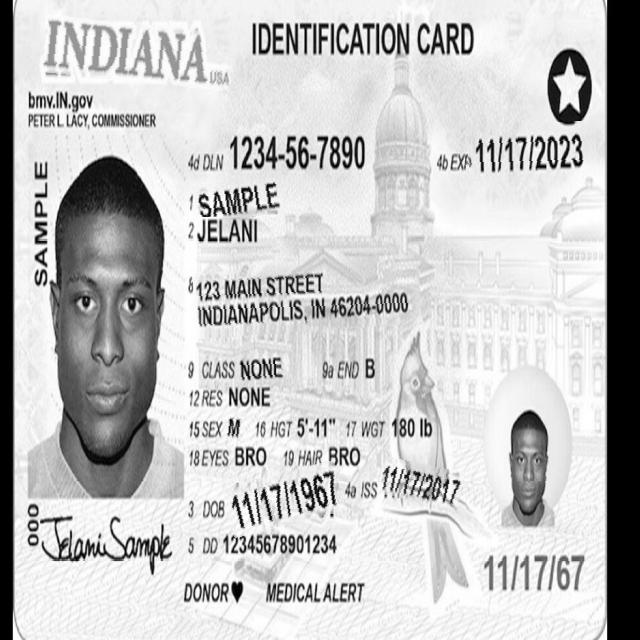 INDIANA USA
IDENTIFICATION CARD
bmv.IN.gov
PETER L. LACY, COMMISSIONER
4d DLN 1234-56-7890 4b EXP 11/17/2023
SAMPLE
1 SAMPLE
2 JELANI
8 123 MAIN STREET
INDIANAPOLIS, IN 46204-0000
9 CLASS NONE 9a END B
12 RES NONE
15 SEX M 16 HGT 5'-11" 17 WGT 180 lb
18 EYES BRO 19 HAIR BRO
3 DOB 11/17/1967 4a ISS 11/17/2017
000
Jelani Sample
5 DD 12345678901234
11/17/67
DONOR♥ MEDICAL ALERT